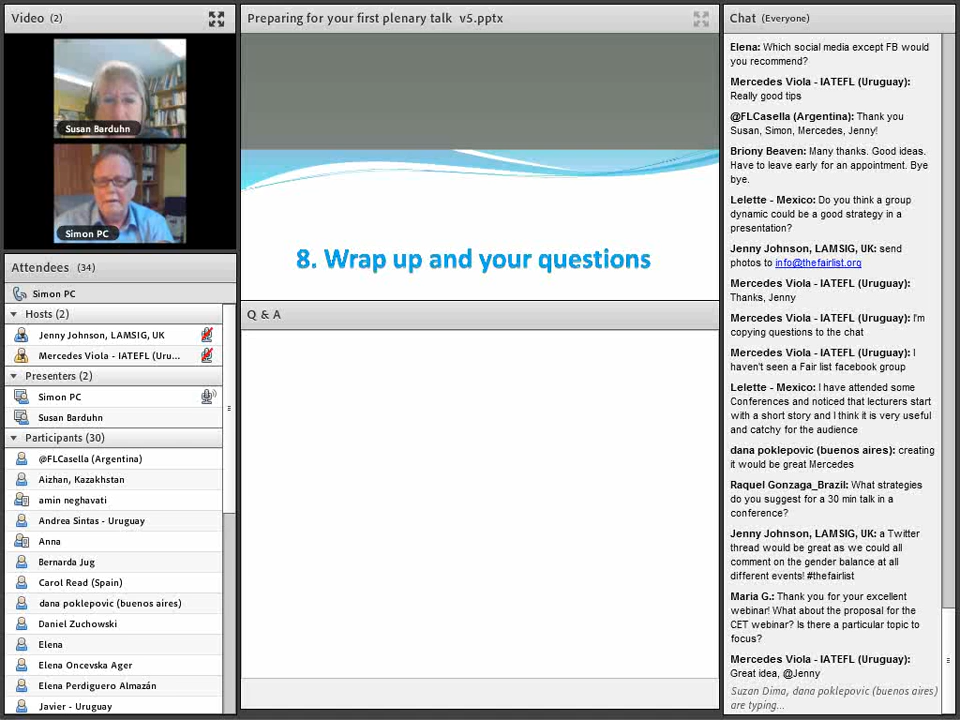 Video (2)
Susan Barduhn
Simon PC
Attendees (34)
Simon PC
Hosts (2)
Jenny Johnson, LAMSIG, UK
Mercedes Viola - IATEFL (Uru...
Presenters (2)
Simon PC
Susan Barduhn
Participants (30)
@FLCasella (Argentina)
Aizhan, Kazakhstan
amin neghavati
Andrea Sintas - Uruguay
Anna
Bernarda Jug
Carol Read (Spain)
dana poklepovic (buenos aires)
Daniel Zuchowski
Elena
Elena Oncevska Ager
Elena Perdiguero Almazán
Javier - Uruguay
Preparing for your first plenary talk v5.pptx
8. Wrap up and your questions
Q & A
Chat (Everyone)
Elena: Which social media except FB would
you recommend?
Mercedes Viola - IATEFL (Uruguay):
Really good tips
@FLCasella (Argentina): Thank you
Susan, Simon, Mercedes, Jenny!
Briony Beaven: Many thanks. Good ideas.
Have to leave early for an appointment. Bye
bye.
Lelette - Mexico: Do you think a group
dynamic could be a good strategy in a
presentation?
Jenny Johnson, LAMSIG, UK: send
photos to info@thefairlist.org
Mercedes Viola - IATEFL (Uruguay):
Thanks, Jenny
Mercedes Viola - IATEFL (Uruguay): I'm
copying questions to the chat
Mercedes Viola - IATEFL (Uruguay): I
haven't seen a Fair list facebook group
Lelette - Mexico: I have attended some
Conferences and noticed that lecturers start
with a short story and I think it is very useful
and catchy for the audience
dana poklepovic (buenos aires): creating
it would be great Mercedes
Raquel Gonzaga_Brazil: What strategies
do you suggest for a 30 min talk in a
conference?
Jenny Johnson, LAMSIG, UK: a Twitter
thread would be great as we could all
comment on the gender balance at all
different events! #thefairlist
Maria G.: Thank you for your excellent
webinar! What about the proposal for the
CET webinar? Is there a particular topic to
focus?
Mercedes Viola - IATEFL (Uruguay):
Great idea, @Jenny
Suzan Dima, dana poklepovic (buenos aires)
are typing...